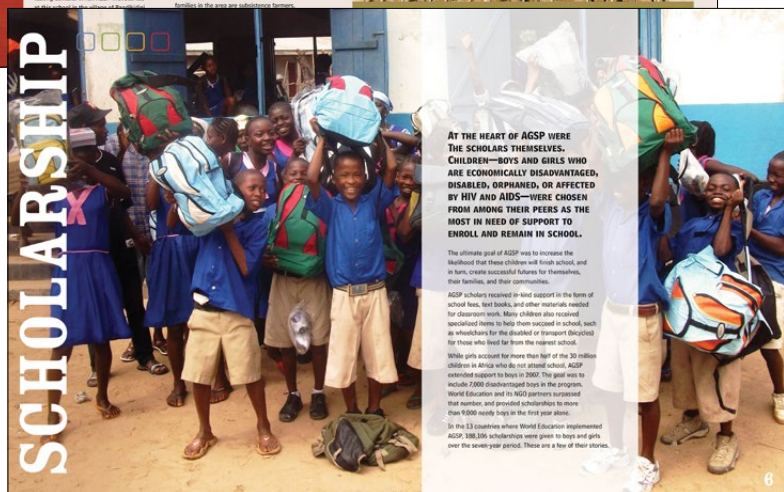 families in the area are subsistence farmers.
SCHOLARSHIP
AT THE HEART OF AGSP WERE
THE SCHOLARS THEMSELVES.
CHILDREN—BOYS AND GIRLS WHO
ARE ECONOMICALLY DISADVANTAGED,
DISABLED, ORPHANED, OR AFFECTED
BY HIV AND AIDS—WERE CHOSEN
FROM AMONG THEIR PEERS AS THE
MOST IN NEED OF SUPPORT TO
ENROLL AND REMAIN IN SCHOOL.
The ultimate goal of AGSP was to increase the
likelihood that these children will finish school, and
in turn, create successful futures for themselves,
their families, and their communities.
AGSP scholars received in-kind support in the form of
school fees, text books, and other materials needed
for classroom work. Many children also received
specialized items to help them succeed in school, such
as wheelchairs for the disabled or transport (bicycles)
for those who lived far from the nearest school.
While girls account for more than half of the 30 million
children in Africa who do not attend school, AGSP
extended support to boys in 2007. The goal was to
include 7,000 disadvantaged boys in the program.
World Education and its NGO partners surpassed
that number, and provided scholarships to more
than 9,000 needy boys in the first year alone.
In the 13 countries where World Education implemented
AGSP, 188,106 scholarships were given to boys and girls
over the seven-year period. These are a few of their stories.
6